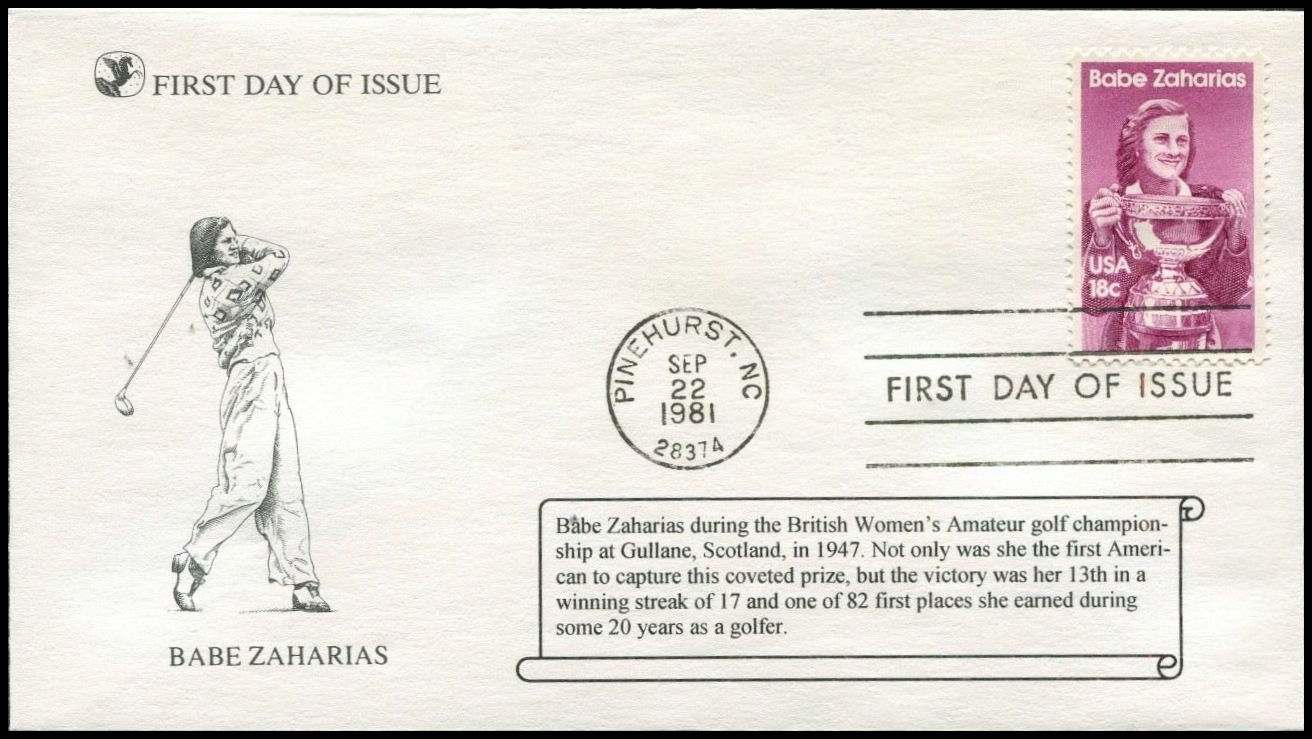 FIRST DAY OF ISSUE
Babe Zaharias
USA
18c
PINEHURST, NC
SEP
22
1981
28374
FIRST DAY OF ISSUE
Babe Zaharias during the British Women's Amateur golf champion-
ship at Gullane, Scotland, in 1947. Not only was she the first Ameri-
can to capture this coveted prize, but the victory was her 13th in a
winning streak of 17 and one of 82 first places she earned during
some 20 years as a golfer.
BABE ZAHARIAS